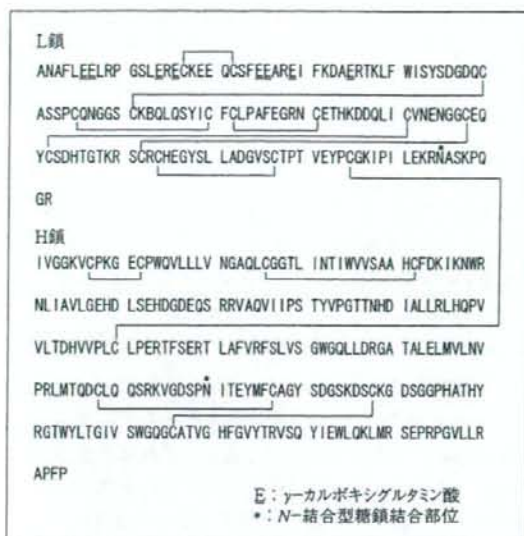 L鎖
ANAFLEELRP GSLERECKEE QCSFEEAREI FKDAERTKLF WISYSDGDQC
ASSPCQNGGS CKBQLQSYIC FCLPAFEGRN CETHKDDQLI CVNENGGCEQ
YCSDHTGTKR SCRCHEGYSLL ADGVSCTPT VEYPCGKIPI LEKRNASKPQ
GR
H鎖
IVGGKVCPKG ECPWQVLLLV NGAQLCGGTL INTIWVVSAA HCFDKIKNWR
NLIAVLGEHD LSEHDGDEQS RRVAQVIIPS TYVPGTTNHD IALLRLHQPV
VLTDHVVPLC LPERTFSERT LAFVRFSLVS GWGQLLDRGA TALELMVLNV
PRLMTQDCLQ QSRKVGDSPN ITEYMFCAGY SDGSKDSCKG DSGGPHATHY
RGTWYLTGIV SWGQGCATVG HFGVYTRVSQ YIEWLQKLMR SEPRPGVLLR
APFP
E:γ-カルボキシグルタミン酸
*:N-結合型糖鎖結合部位